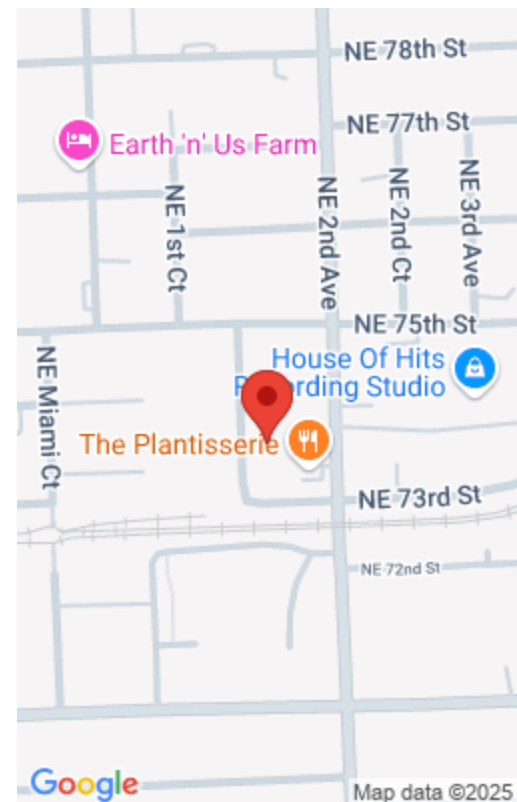 NE 78th St
NE 77th St
Earth 'n' Us Farm
NE 1st Ct
NE 2nd Ave
NE 2nd Ct
NE 3rd Ave
NE 75th St
House Of Hits
Recording Studio
NE Miami Ct
The Plantisserie
NE 73rd St
NE 72nd St
Google
Map data ©2025